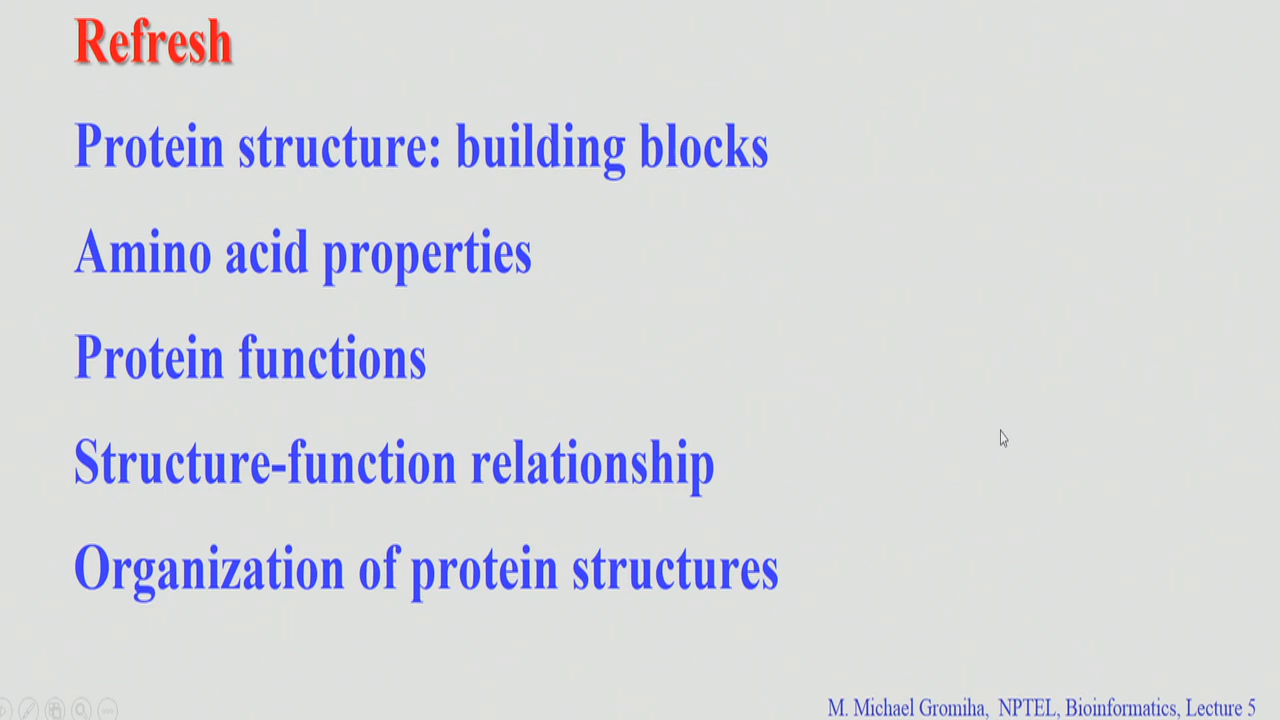 Refresh
Protein structure: building blocks
Amino acid properties
Protein functions
Structure-function relationship
Organization of protein structures
M. Michael Gromiha, NPTEL, Bioinformatics, Lecture 5